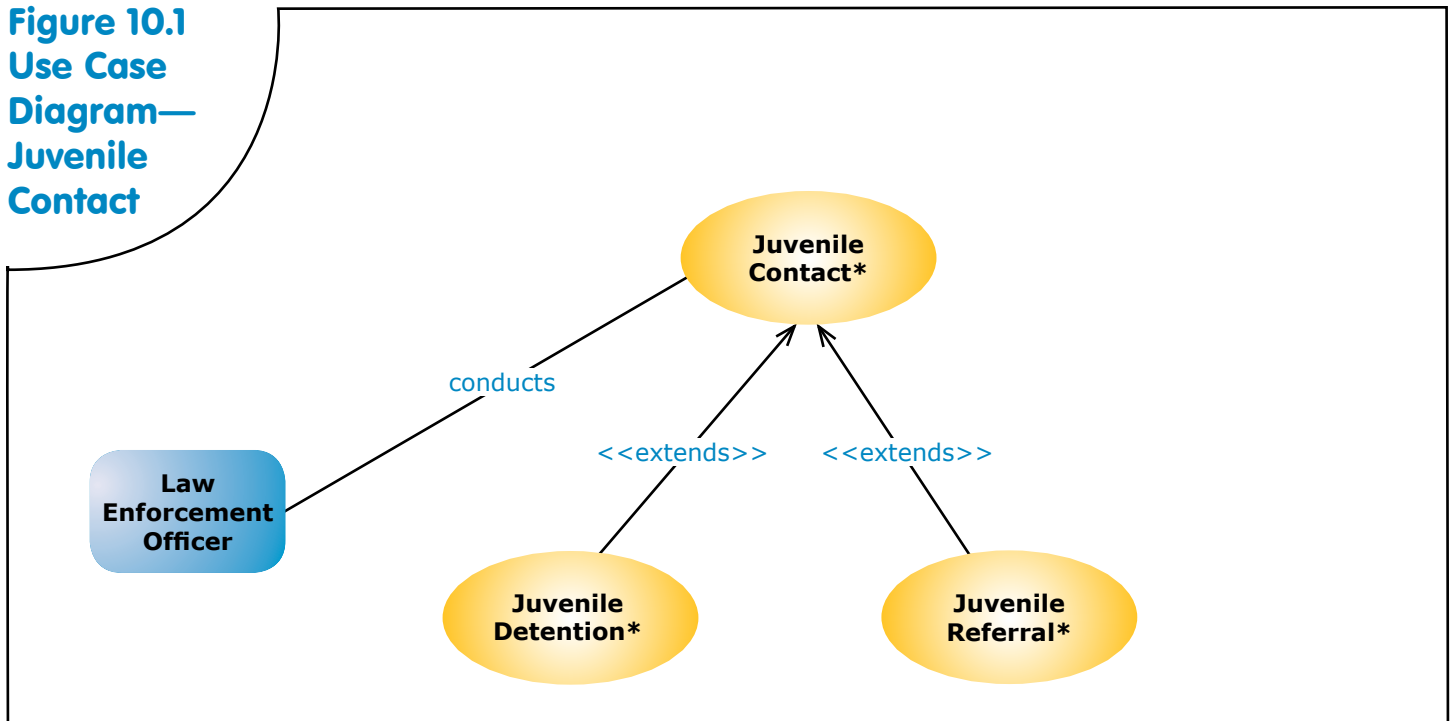 Figure 10.1
Use Case
Diagram—
Juvenile
Contact
Juvenile
Contact*
conducts
<<extends>> <<extends>>
Law
Enforcement
Officer
Juvenile
Detention*
Juvenile
Referral*